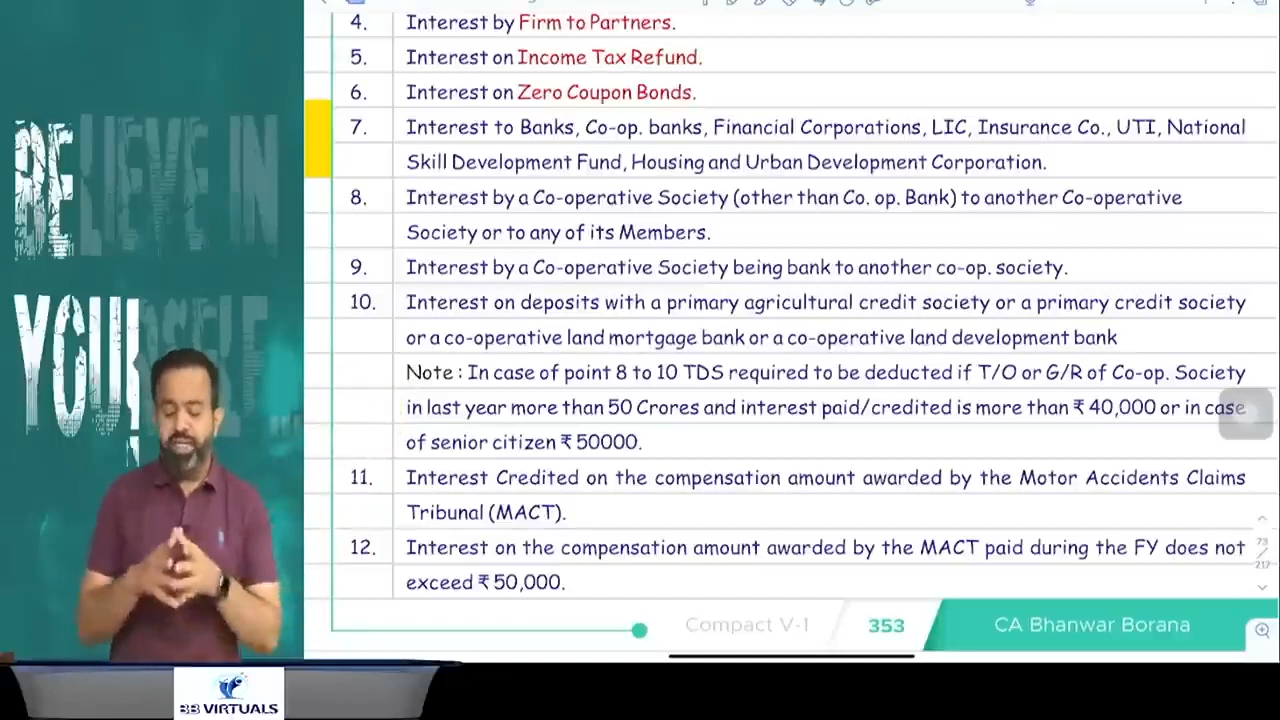 BELIEVE IN
YOURSELF
4. Interest by Firm to Partners.
5. Interest on Income Tax Refund.
6. Interest on Zero Coupon Bonds.
7. Interest to Banks, Co-op. banks, Financial Corporations, LIC, Insurance Co., UTI, National
Skill Development Fund, Housing and Urban Development Corporation.
8. Interest by a Co-operative Society (other than Co. op. Bank) to another Co-operative
Society or to any of its Members.
9. Interest by a Co-operative Society being bank to another co-op. society.
10. Interest on deposits with a primary agricultural credit society or a primary credit society
or a co-operative land mortgage bank or a co-operative land development bank
Note : In case of point 8 to 10 TDS required to be deducted if T/O or G/R of Co-op. Society
in last year more than 50 Crores and interest paid/credited is more than ₹ 40,000 or in case
of senior citizen ₹ 50000.
11. Interest Credited on the compensation amount awarded by the Motor Accidents Claims
Tribunal (MACT).
12. Interest on the compensation amount awarded by the MACT paid during the FY does not
exceed ₹ 50,000.
73
217
Compact V-1 353 CA Bhanwar Borana
BB VIRTUALS